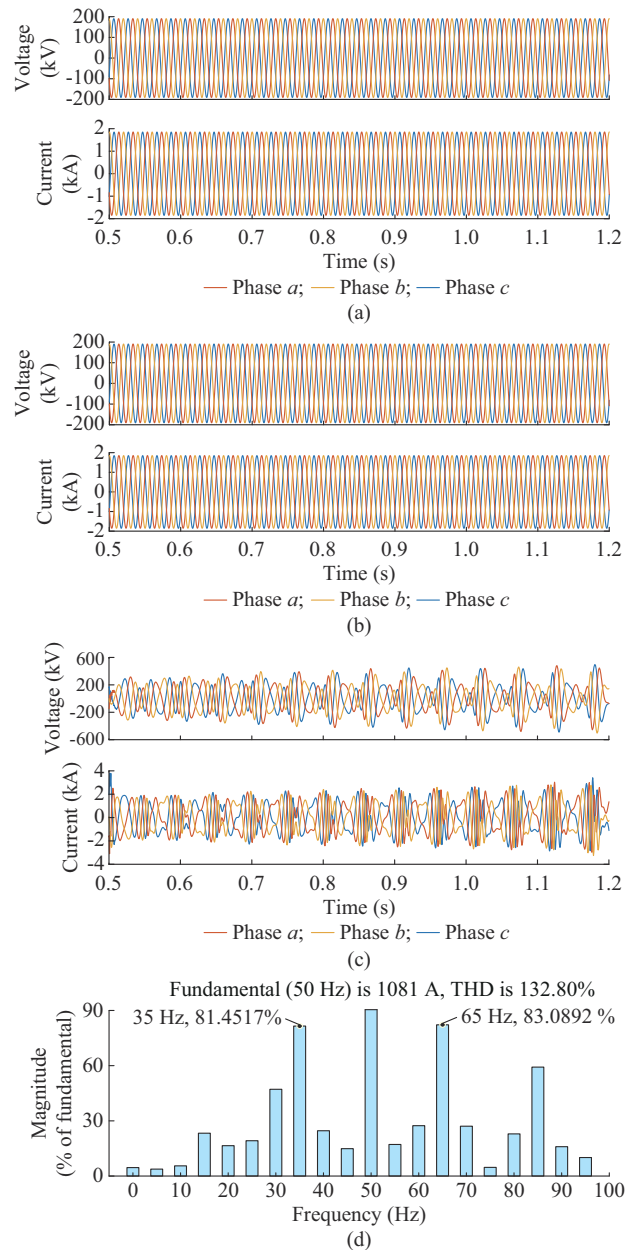 200
100
0
-100
-200
Voltage
(kV)
2
1
0
-1
-2
Current
(kA)
0.5 0.6 0.7 0.8 0.9 1.0 1.1 1.2
Time (s)
Phase a; Phase b; Phase c
(a)
200
100
0
-100
-200
Voltage
(kV)
2
1
0
-1
-2
Current
(kA)
0.5 0.6 0.7 0.8 0.9 1.0 1.1 1.2
Time (s)
Phase a; Phase b; Phase c
(b)
600
200
-200
-600
Voltage (kV)
4
2
0
-2
-4
Current (kA)
0.5 0.6 0.7 0.8 0.9 1.0 1.1 1.2
Time (s)
Phase a; Phase b; Phase c
(c)
Fundamental (50 Hz) is 1081 A, THD is 132.80%
35 Hz, 81.4517%
65 Hz, 83.0892 %
90
60
30
0
Magnitude
(% of fundamental)
0 10 20 30 40 50 60 70 80 90 100
Frequency (Hz)
(d)